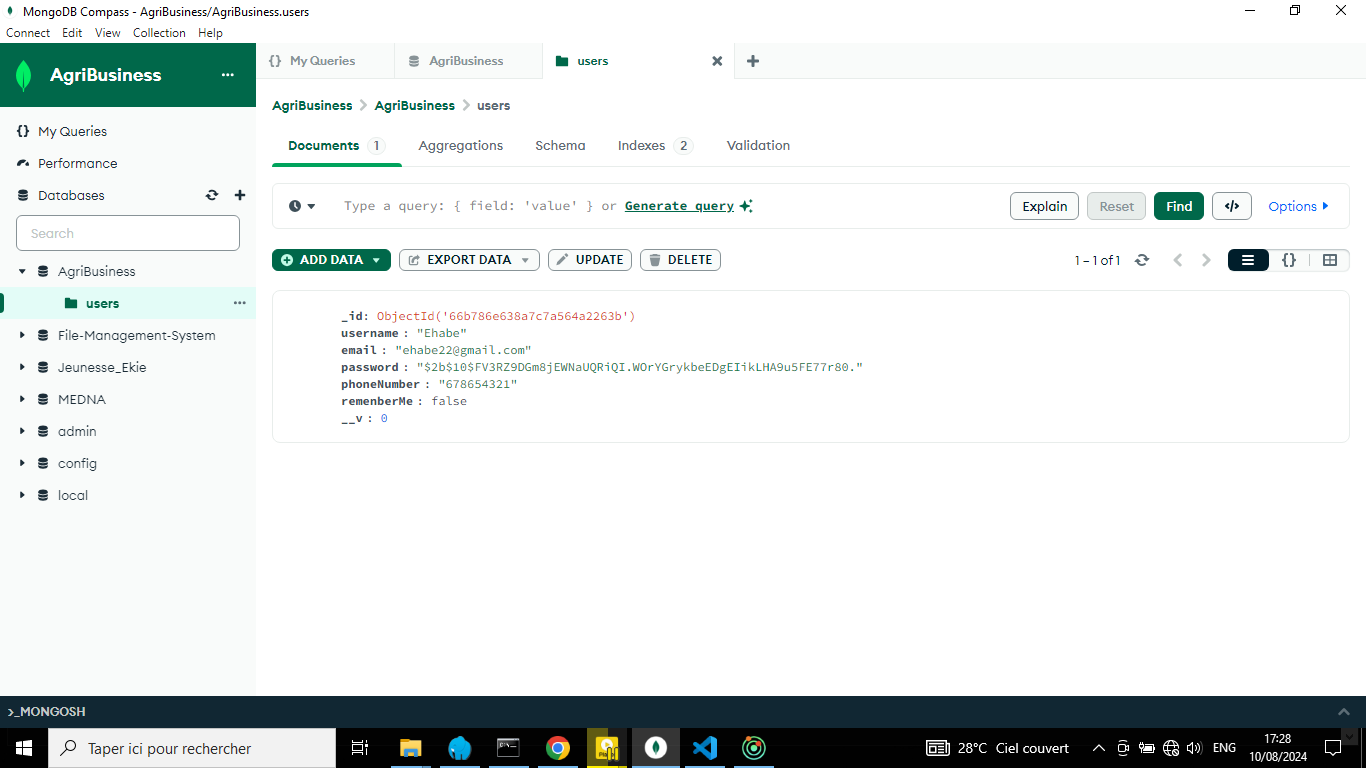 MongoDB Compass - AgriBusiness/AgriBusiness.users
Connect Edit View Collection Help
AgriBusiness
My Queries
AgriBusiness
users
AgriBusiness > AgriBusiness > users
My Queries
Performance
Databases
Search
AgriBusiness
users
File-Management-System
Jeunesse_Ekie
MEDNA
admin
config
local
Documents 1 Aggregations Schema Indexes 2 Validation
Type a query: { field: 'value' } or Generate query
Explain Reset Find </> Options
ADD DATA EXPORT DATA UPDATE DELETE
1 – 1 of 1
{}
_id: ObjectId('66b786e638a7c7a564a2263b')
username : "Ehabe"
email : "ehabe22@gmail.com"
password : "$2b$10$FV3RZ9DGm8jEWNaUQRiQI.WOrYGrykbeEDgEIikLHA9u5FE77r80."
phoneNumber : "678654321"
remenberMe : false
__v : 0
>_MONGOSH
Taper ici pour rechercher
28°C Ciel couvert
ENG
17:28
10/08/2024